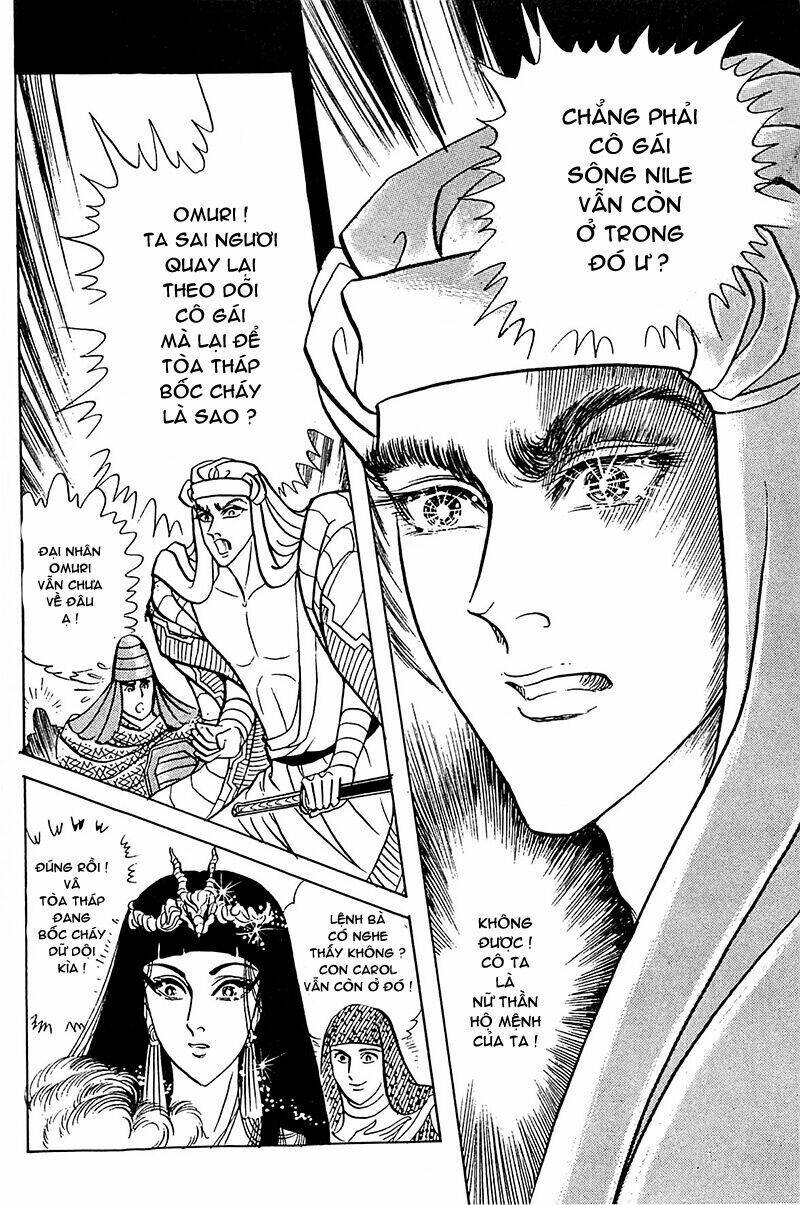 CHẲNG PHẢI
CÔ GÁI
SÔNG NILE
VẪN CÒN
Ở TRONG
ĐÓ Ư ?
KHÔNG
ĐƯỢC !
CÔ TA
LÀ
NỮ THẦN
HỘ MỆNH
CỦA TA !
OMURI !
TA SAI NGƯƠI
QUAY LẠI
THEO DÕI
CÔ GÁI
MÀ LẠI ĐỂ
TÒA THÁP
BỐC CHÁY
LÀ SAO ?
ĐẠI NHÂN
OMURI
VẪN CHƯA
VỀ ĐÂU
Ạ !
LỆNH BÀ
CÓ NGHE
THẤY KHÔNG ?
CON CAROL
VẪN CÒN Ở ĐÓ !
ĐÚNG RỒI !
VÀ
TÒA THÁP
ĐANG
BỐC CHÁY
DỮ DỘI
KÌA !